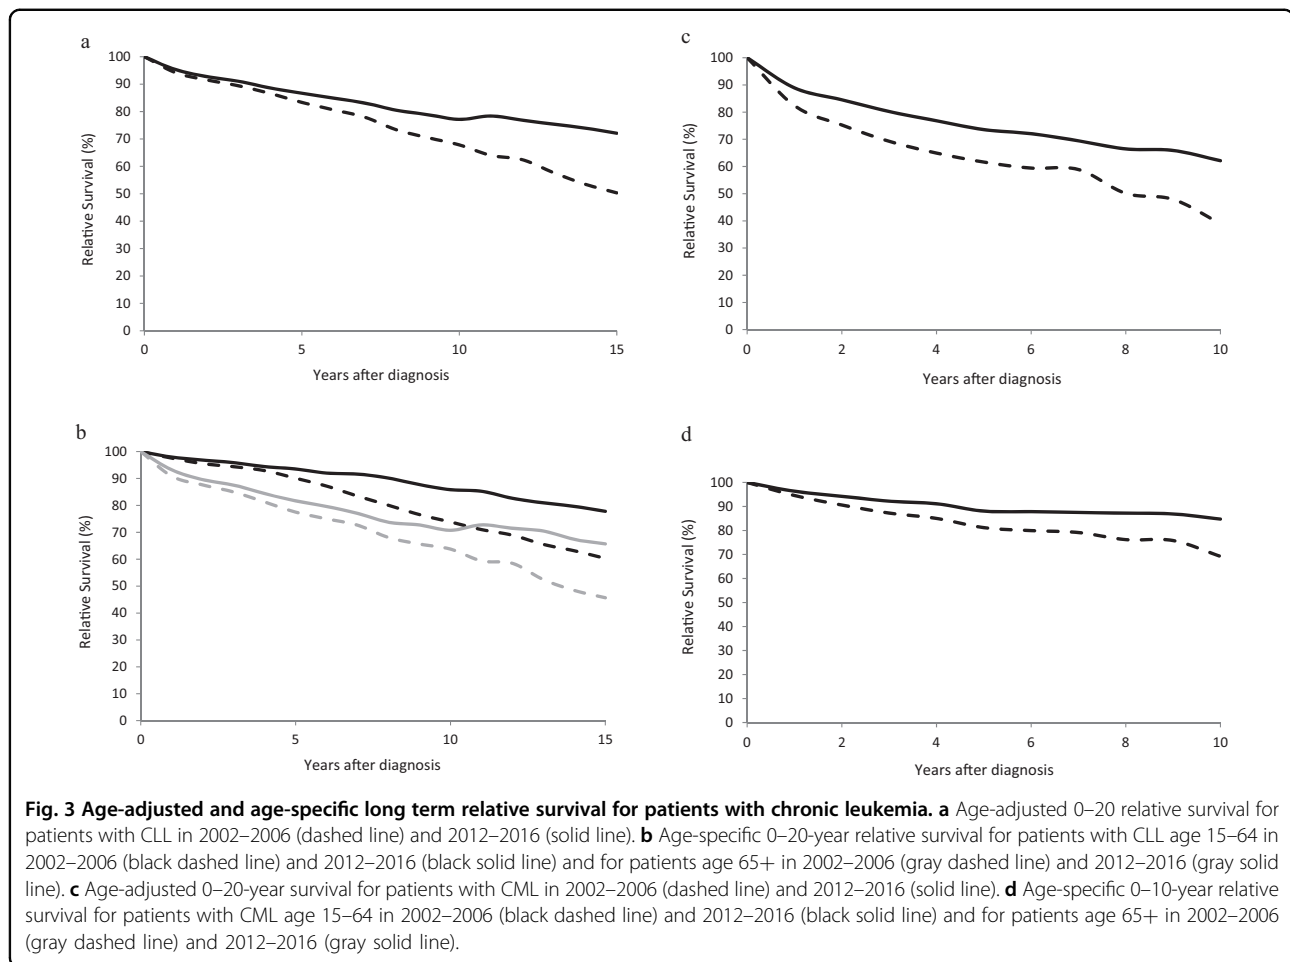 a
100
90
80
70
60
50
40
30
20
10
0
Relative Survival (%)
0 5 10 15
Years after diagnosis
c
100
90
80
70
60
50
40
30
20
10
0
Relative Survival (%)
0 2 4 6 8 10
Years after diagnosis
b
100
90
80
70
60
50
40
30
20
10
0
Relative Survival (%)
0 5 10 15
Years after diagnosis
d
100
90
80
70
60
50
40
30
20
10
0
Relative Survival (%)
0 2 4 6 8 10
Years after diagnosis
Fig. 3 Age-adjusted and age-specific long term relative survival for patients with chronic leukemia. a Age-adjusted 0–20 relative survival for
patients with CLL in 2002–2006 (dashed line) and 2012–2016 (solid line). b Age-specific 0–20-year relative survival for patients with CLL age 15–64 in
2002–2006 (black dashed line) and 2012–2016 (black solid line) and for patients age 65+ in 2002–2006 (gray dashed line) and 2012–2016 (gray solid
line). c Age-adjusted 0–20-year survival for patients with CML in 2002–2006 (dashed line) and 2012–2016 (solid line). d Age-specific 0–10-year relative
survival for patients with CML age 15–64 in 2002–2006 (black dashed line) and 2012–2016 (black solid line) and for patients age 65+ in 2002–2006
(gray dashed line) and 2012–2016 (gray solid line).